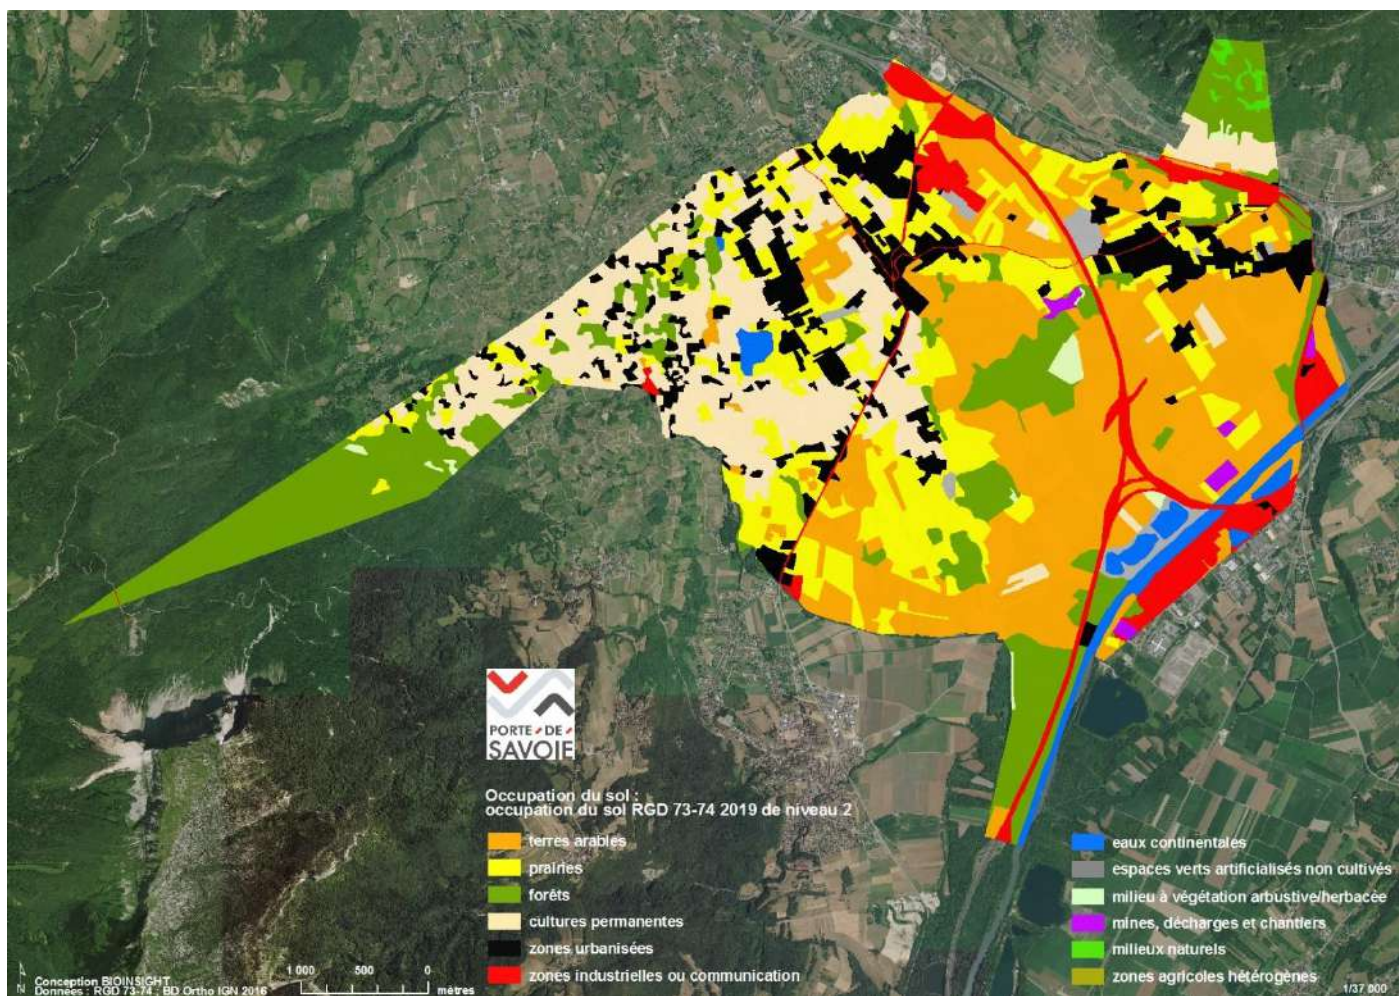 PORTE DE
SAVOIE
Occupation du sol :
occupation du sol RGD 73-74 2019 de niveau 2
terres arables
prairies
forêts
cultures permanentes
zones urbanisées
zones industrielles ou communication
eaux continentales
espaces verts artificialisés non cultivés
milieu à végétation arbustive/herbacée
mines, décharges et chantiers
milieux naturels
zones agricoles hétérogènes
N
Conception BIOINSIGHT
Données : RGD 73-74 ; BD Ortho IGN 2016
1 000 500 0
mètres
1/37 000